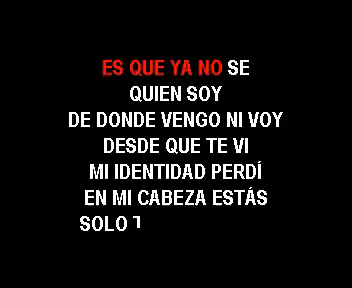 ES QUE YA NO SE
QUIEN SOY
DE DONDE VENGO NI VOY
DESDE QUE TE VI
MI IDENTIDAD PERDÍ
EN MI CABEZA ESTÁS
SOLO